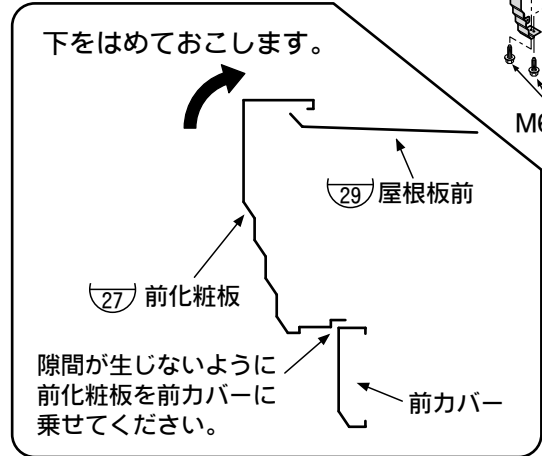 下をはめておこします。
M6
29 屋根板前
27 前化粧板
隙間が生じないように
前化粧板を前カバーに
乗せてください。
前カバー